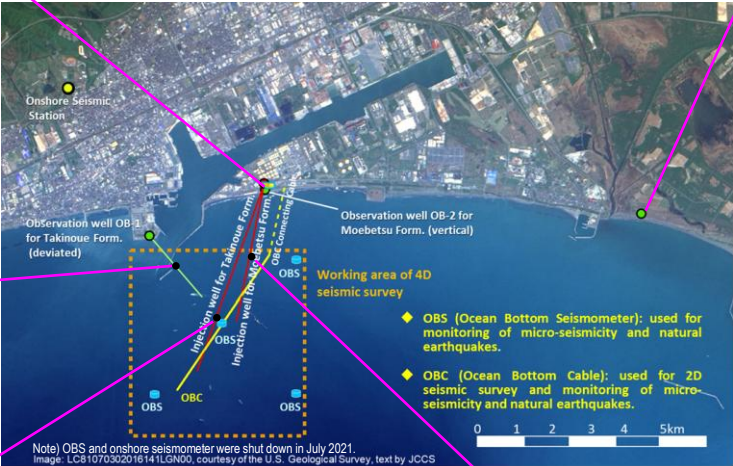 Onshore Seismic
Station
Observation well OB-1
for Takinoue Form.
(deviated)
Injection well for Takinoue Form.
Injection well for Moebetsu Form.
OBC Connecting Cable
Observation well OB-2 for
Moebetsu Form. (vertical)
OBS
Working area of 4D
seismic survey
OBS
OBC
OBS
OBS
◆ OBS (Ocean Bottom Seismometer): used for
monitoring of micro-seismicity and natural
earthquakes.
◆ OBC (Ocean Bottom Cable): used for 2D
seismic survey and monitoring of micro-
seismicity and natural earthquakes.
0 1 2 3 4 5km
Note) OBS and onshore seismometer were shut down in July 2021.
Image: LC81070302016141LGN00, courtesy of the U.S. Geological Survey, text by JCCS